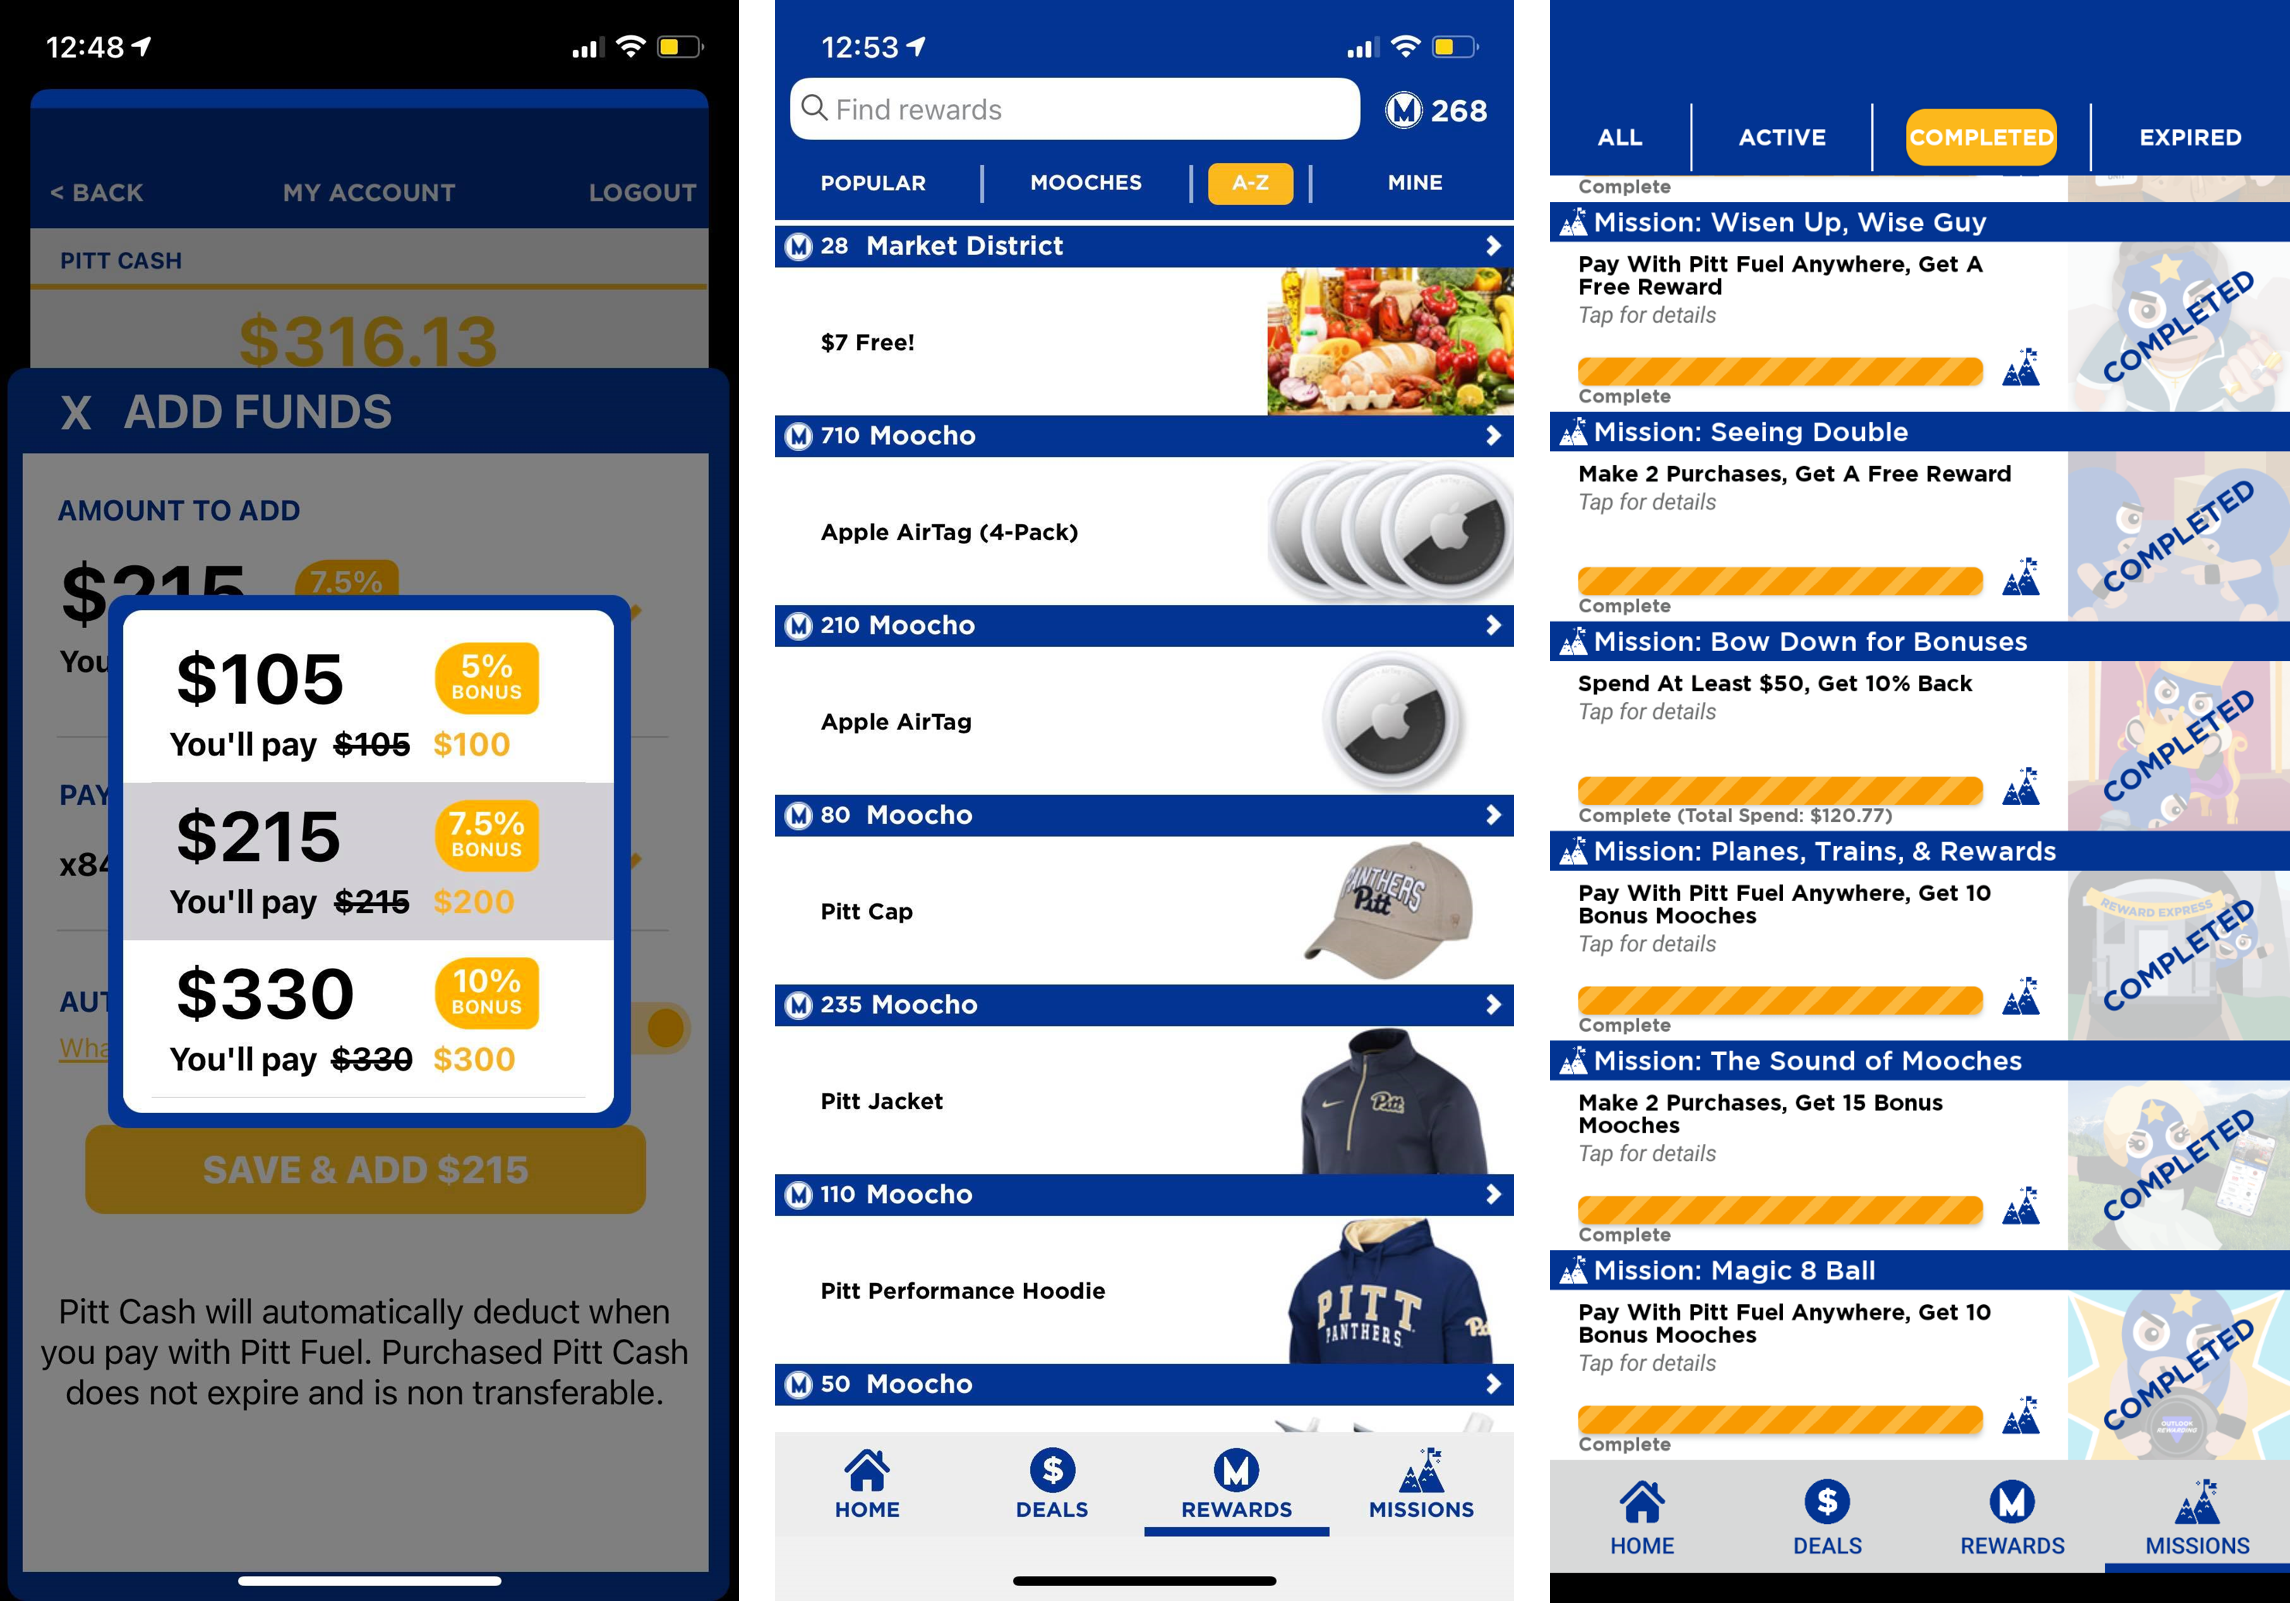 12:48
< BACK
MY ACCOUNT
LOGOUT
PITT CASH
$316.13
X ADD FUNDS
AMOUNT TO ADD
$215
7.5%
You
$105
5%
BONUS
You'll pay $105 $100
PAY
$215
7.5%
BONUS
x84
You'll pay $215 $200
$330
10%
BONUS
AUT
Wha
You'll pay $330 $300
SAVE & ADD $215
Pitt Cash will automatically deduct when
you pay with Pitt Fuel. Purchased Pitt Cash
does not expire and is non transferable.
12:53
Find rewards
M 268
POPULAR
MOOCHES
A-Z
MINE
M 28 Market District
$7 Free!
M 710 Moocho
Apple AirTag (4-Pack)
M 210 Moocho
Apple AirTag
M 80 Moocho
PANTHERS
Pitt
Pitt Cap
M 235 Moocho
Pitt
Pitt Jacket
M 110 Moocho
Pitt Performance Hoodie
PITT
PANTHERS
M 50 Moocho
HOME
DEALS
REWARDS
MISSIONS
ALL
ACTIVE
COMPLETED
EXPIRED
Complete
Mission: Wisen Up, Wise Guy
Pay With Pitt Fuel Anywhere, Get A
Free Reward
Tap for details
COMPLETED
Complete
Mission: Seeing Double
Make 2 Purchases, Get A Free Reward
Tap for details
COMPLETED
Complete
Mission: Bow Down for Bonuses
Spend At Least $50, Get 10% Back
Tap for details
COMPLETED
Complete (Total Spend: $120.77)
Mission: Planes, Trains, & Rewards
Pay With Pitt Fuel Anywhere, Get 10
Bonus Mooches
Tap for details
REWARD EXPRESS
COMPLETED
Complete
Mission: The Sound of Mooches
Make 2 Purchases, Get 15 Bonus
Mooches
Tap for details
COMPLETED
Complete
Mission: Magic 8 Ball
Pay With Pitt Fuel Anywhere, Get 10
Bonus Mooches
Tap for details
COMPLETED
OUTLOOK
REWARDING
Complete
HOME
DEALS
REWARDS
MISSIONS